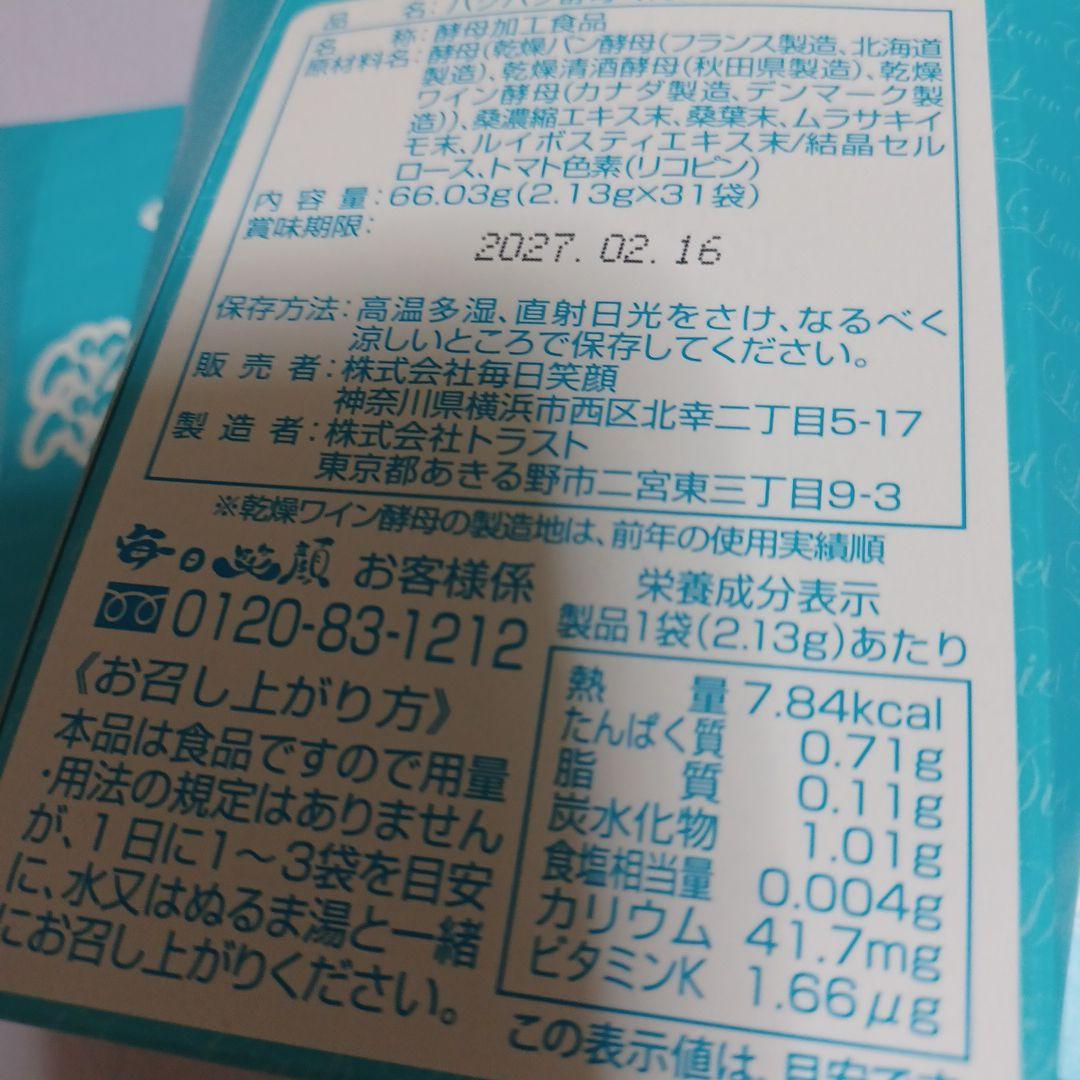 品 名:パクパク酵母
名 称:酵母加工食品
原材料名:酵母(乾燥パン酵母(フランス製造、北海道
製造)、乾燥清酒酵母(秋田県製造)、乾燥
ワイン酵母(カナダ製造、デンマーク製
造))、桑濃縮エキス末、桑葉末、ムラサキイ
モ末、ルイボスティエキス末/結晶セル
ロース、トマト色素(リコピン)
内 容 量:66.03g(2.13g×31袋)
賞味期限:
2027. 02. 16
保存方法:高温多湿、直射日光をさけ、なるべく
涼しいところで保存してください。
販 売 者:株式会社毎日笑顔
神奈川県横浜市西区北幸二丁目5-17
製 造 者:株式会社トラスト
東京都あきる野市二宮東三丁目9-3
※乾燥ワイン酵母の製造地は、前年の使用実績順
毎日笑顔 お客様係
0120-83-1212
《お召し上がり方》
本品は食品ですので用量
・用法の規定はありません
が、1日に1〜3袋を目安
に、水又はぬるま湯と一緒
にお召し上がりください。
栄養成分表示
製品1袋(2.13g)あたり
熱 量 7.84kcal
たんぱく質 0.71g
脂 質 0.11g
炭水化物 1.01g
食塩相当量 0.004g
カリウム 41.7mg
ビタミンK 1.66μg
この表示値は、目安です